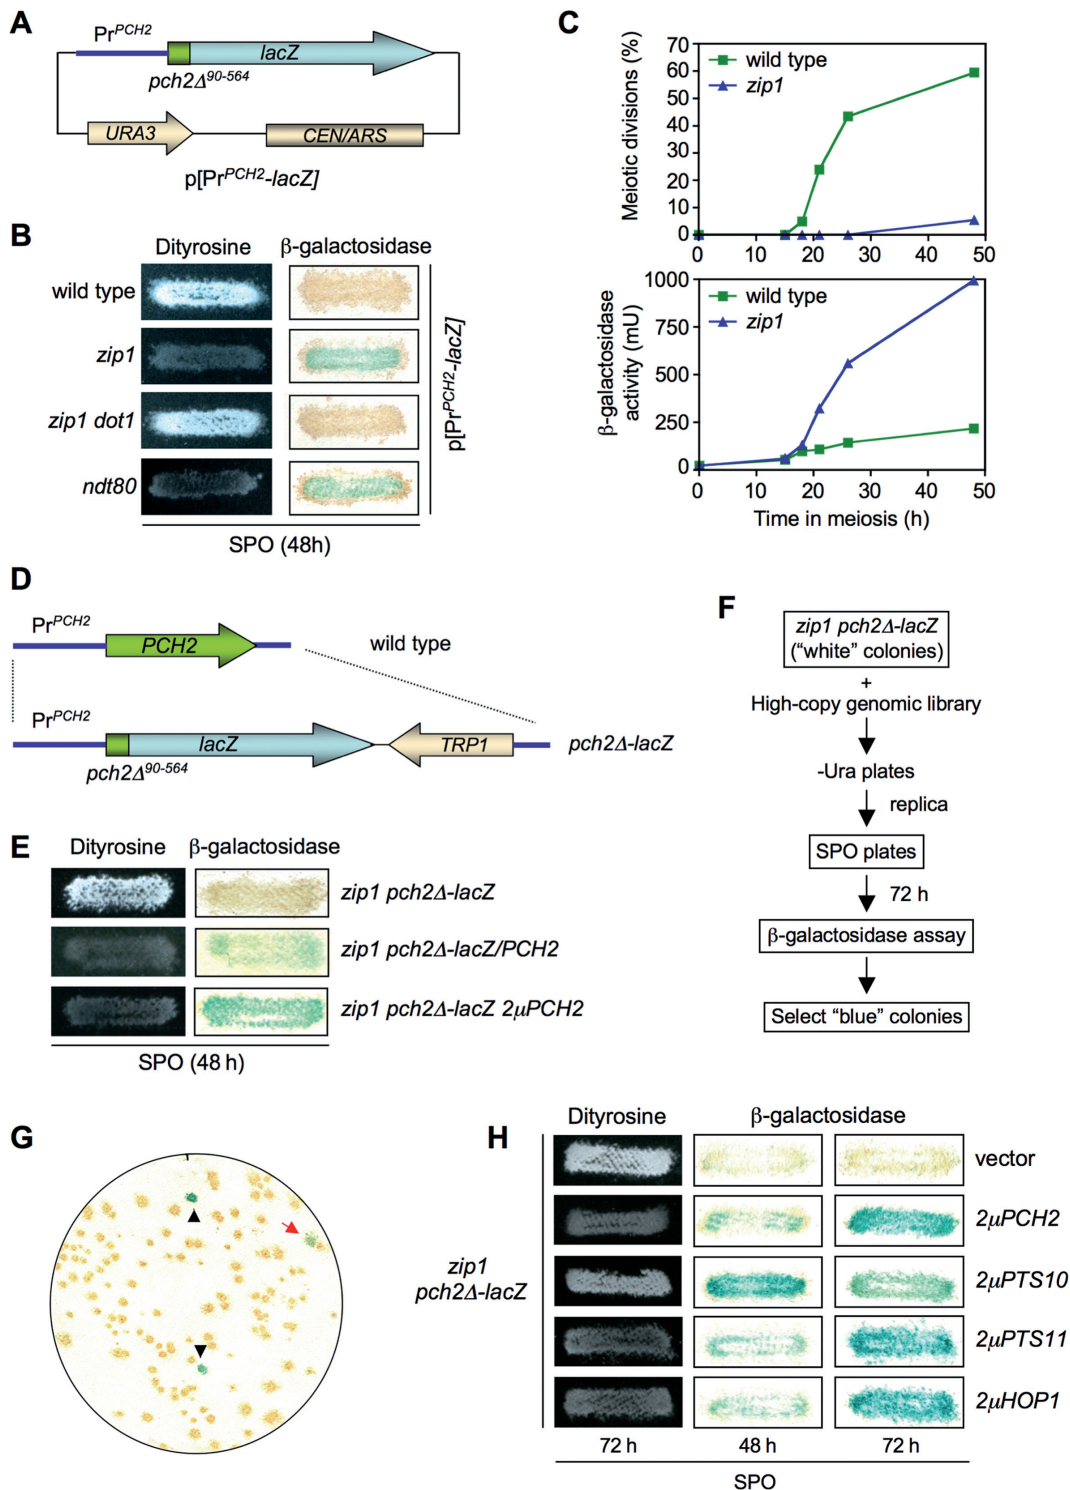 A
Pr^PCH2
lacZ
pch2Δ^90-564
URA3
CEN/ARS
p[Pr^PCH2-lacZ]
B
Dityrosine
β-galactosidase
wild type
zip1
zip1 dot1
ndt80
p[Pr^PCH2-lacZ]
SPO (48h)
C
Meiotic divisions (%)
70
60
50
40
30
20
10
0
wild type
zip1
0 10 20 30 40 50
β-galactosidase
activity (mU)
1000
750
500
250
0
wild type
zip1
0 10 20 30 40 50
Time in meiosis (h)
D
Pr^PCH2
PCH2
wild type
Pr^PCH2
lacZ
TRP1
pch2Δ-lacZ
pch2Δ^90-564
E
Dityrosine
β-galactosidase
zip1 pch2Δ-lacZ
zip1 pch2Δ-lacZ/PCH2
zip1 pch2Δ-lacZ 2μPCH2
SPO (48 h)
F
zip1 pch2Δ-lacZ
("white" colonies)
+
High-copy genomic library
-Ura plates
replica
SPO plates
72 h
β-galactosidase assay
Select "blue" colonies
G
H
Dityrosine
β-galactosidase
zip1
pch2Δ-lacZ
vector
2μPCH2
2μPTS10
2μPTS11
2μHOP1
72 h
48 h
72 h
SPO